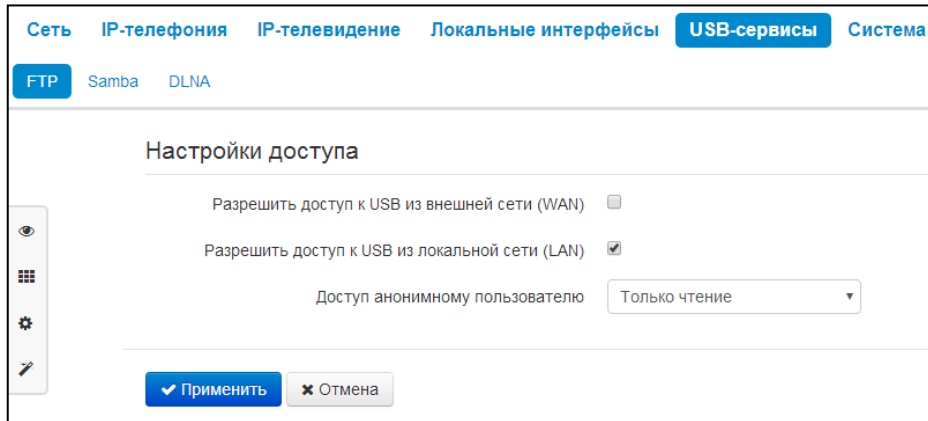 Сеть IP-телефония IP-телевидение Локальные интерфейсы USB-сервисы Система
FTP Samba DLNA
Настройки доступа
Разрешить доступ к USB из внешней сети (WAN)
Разрешить доступ к USB из локальной сети (LAN)
Доступ анонимному пользователю Только чтение
Применить Отмена